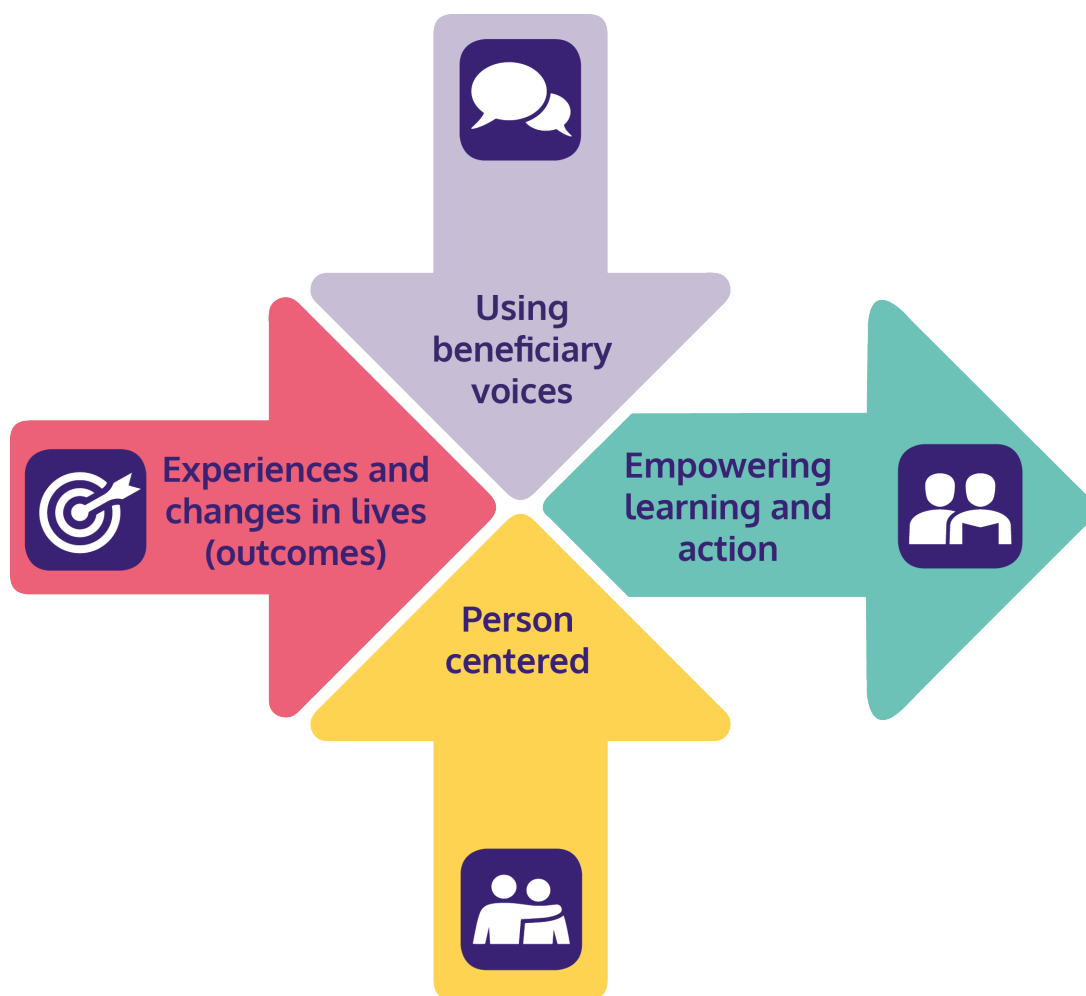 Using
beneficiary
voices
Experiences and
changes in lives
(outcomes)
Empowering
learning and
action
Person
centered